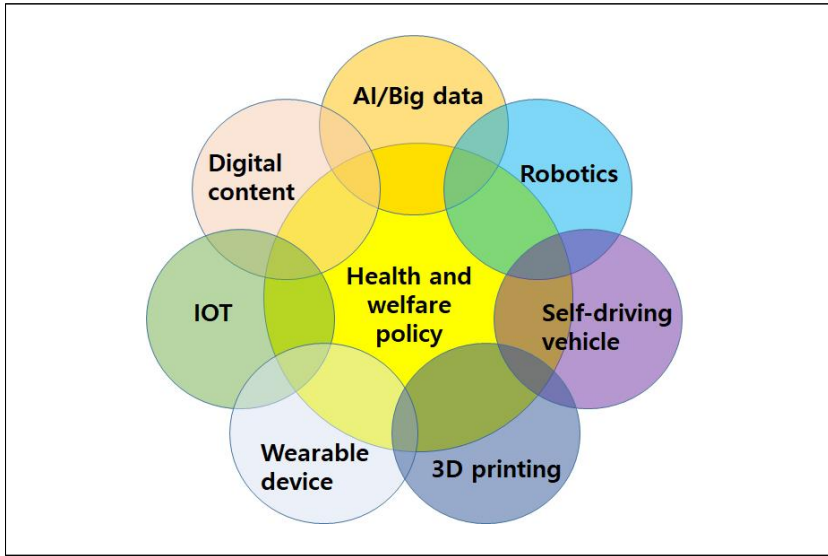 AI/Big data
Digital
content
Robotics
Health and
welfare
policy
IOT
Self-driving
vehicle
Wearable
device
3D printing